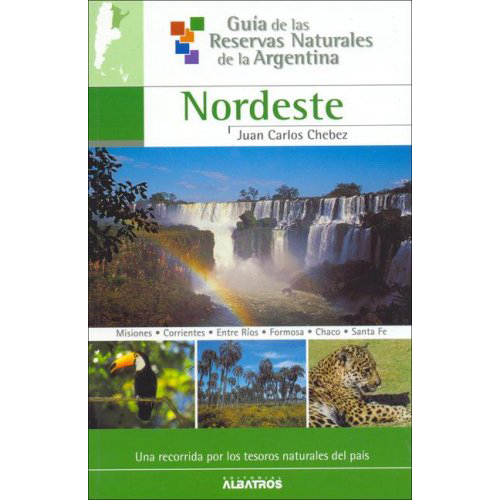 Guía de las
Reservas Naturales
de la Argentina
Nordeste
Juan Carlos Chebez
Misiones • Corrientes • Entre Ríos • Formosa • Chaco • Santa Fe
Una recorrida por los tesoros naturales del país
EDITORIAL
ALBATROS